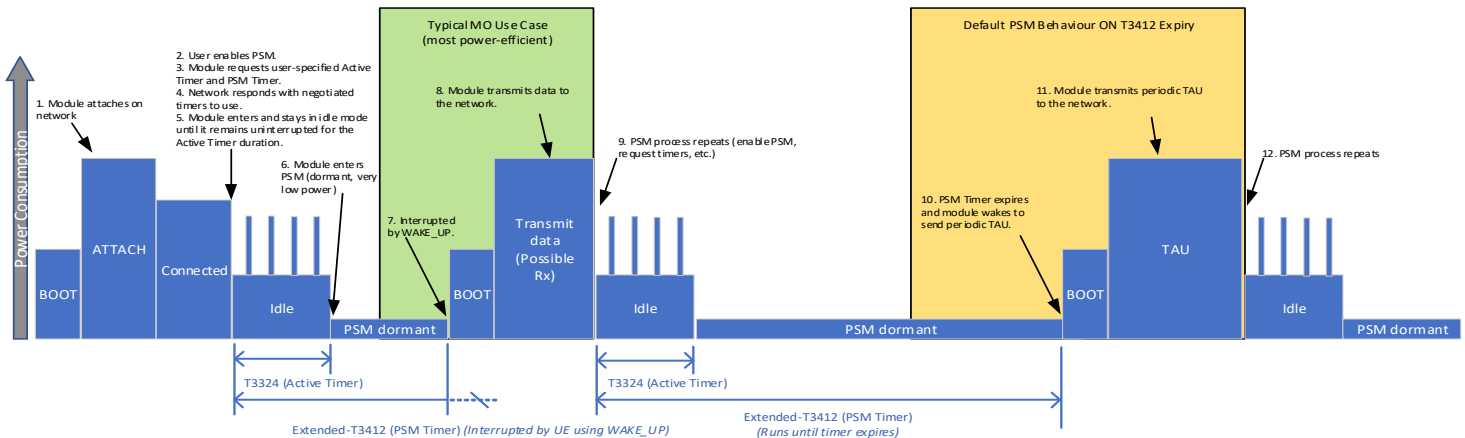 Typical MO Use Case
(most power-efficient)
Default PSM Behaviour ON T3412 Expiry
Power Consumption
1. Module attaches on
network
2. User enables PSM.
3. Module requests user-specified Active
Timer and PSM Timer.
4. Network responds with negotiated
timers to use.
5. Module enters and stays in idle mode
until it remains uninterrupted for the
Active Timer duration.
6. Module enters
PSM (dormant, very
low power)
7. Interrupted
by WAKE_UP.
8. Module transmits data to
the network.
9. PSM process repeats (enable PSM,
request timers, etc.)
10. PSM Timer expires
and module wakes to
send periodic TAU.
11. Module transmits periodic TAU
to the network.
12. PSM process repeats
BOOT
ATTACH
Connected
Idle
PSM dormant
BOOT
Transmit
data
(Possible
Rx)
Idle
PSM dormant
BOOT
TAU
Idle
PSM dormant
T3324 (Active Timer)
Extended-T3412 (PSM Timer) (Interrupted by UE using WAKE_UP)
T3324 (Active Timer)
Extended-T3412 (PSM Timer)
(Runs until timer expires)